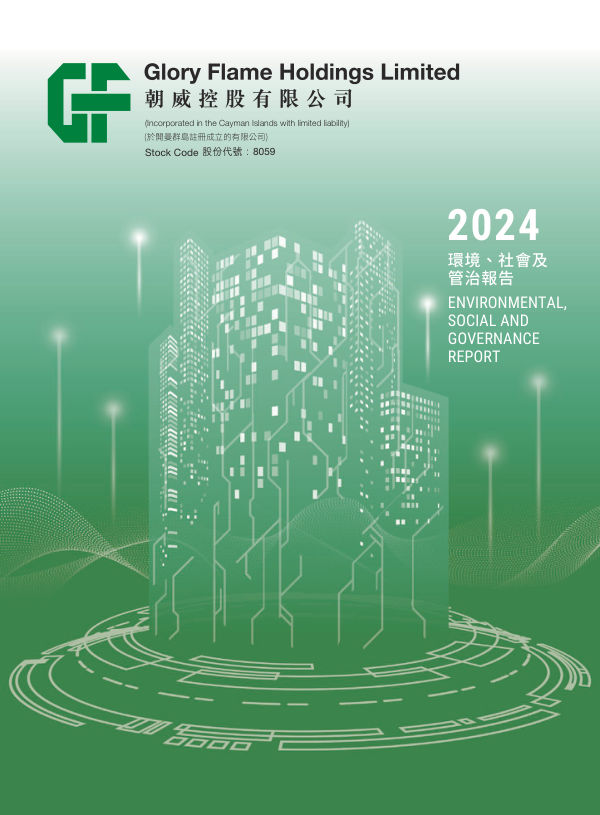 GF
Glory Flame Holdings Limited
朝威控股有限公司
(Incorporated in the Cayman Islands with limited liability)
(於開曼群島註冊成立的有限公司)
Stock Code 股份代號：8059
2024
環境、社會及
管治報告
ENVIRONMENTAL,
SOCIAL AND
GOVERNANCE
REPORT